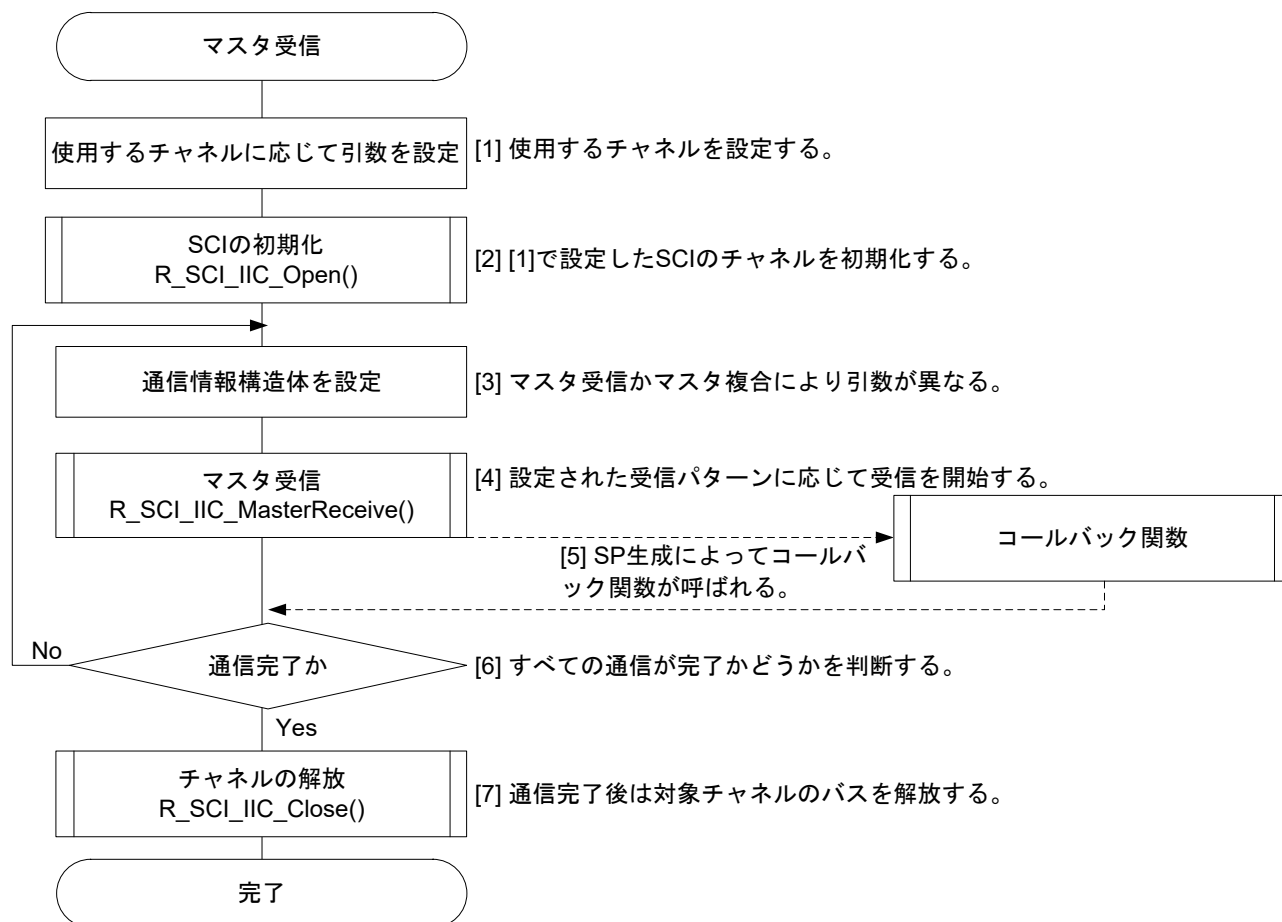 マスタ受信
使用するチャネルに応じて引数を設定
[1] 使用するチャネルを設定する。
SCIの初期化
R_SCI_IIC_Open()
[2] [1]で設定したSCIのチャネルを初期化する。
通信情報構造体を設定
[3] マスタ受信かマスタ複合により引数が異なる。
マスタ受信
R_SCI_IIC_MasterReceive()
[4] 設定された受信パターンに応じて受信を開始する。
コールバック関数
[5] SP生成によってコールバ
ック関数が呼ばれる。
No
通信完了か
[6] すべての通信が完了かどうかを判断する。
Yes
チャネルの解放
R_SCI_IIC_Close()
[7] 通信完了後は対象チャネルのバスを解放する。
完了